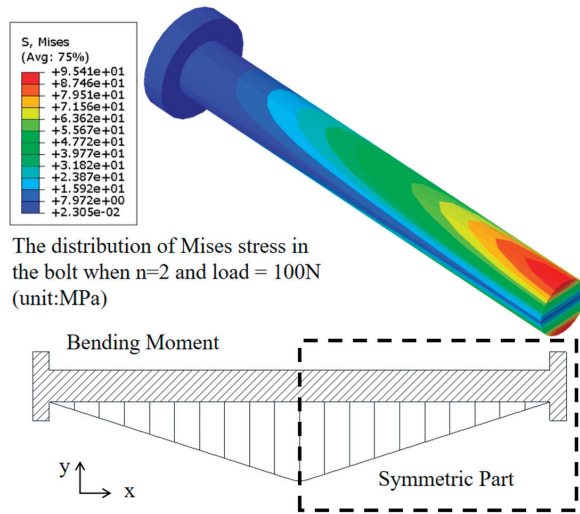 S, Mises
(Avg: 75%)
+9.541e+01
+8.746e+01
+7.951e+01
+7.156e+01
+6.362e+01
+5.567e+01
+4.772e+01
+3.977e+01
+3.182e+01
+2.387e+01
+1.592e+01
+7.972e+00
+2.305e-02
The distribution of Mises stress in
the bolt when n=2 and load = 100N
(unit:MPa)
Bending Moment
y
x
Symmetric Part